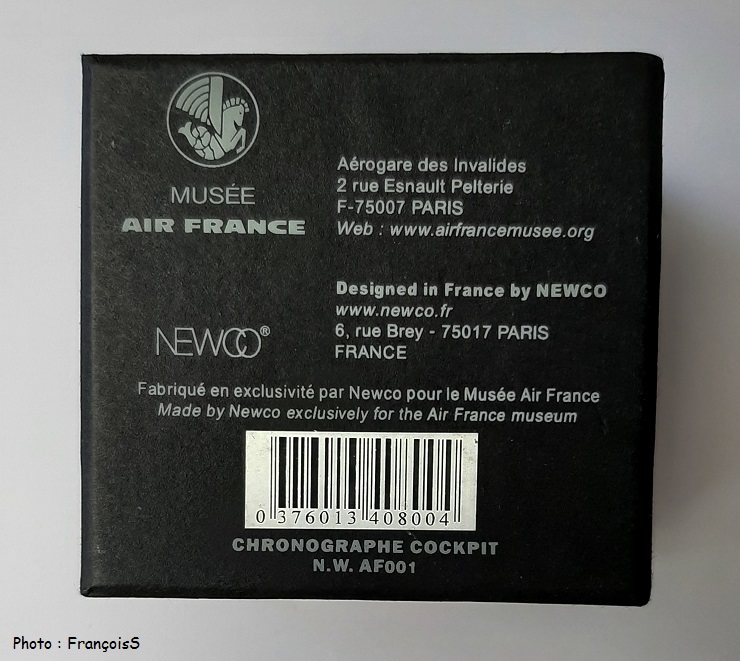 MUSÉE
AIR FRANCE
Aérogare des Invalides
2 rue Esnault Pelterie
F-75007 PARIS
Web : www.airfrancemusee.org
Designed in France by NEWCO
www.newco.fr
6, rue Brey - 75017 PARIS
FRANCE
NEWCO®
Fabriqué en exclusivité par Newco pour le Musée Air France
Made by Newco exclusively for the Air France museum
0 376013 408004
CHRONOGRAPHE COCKPIT
N.W. AF001
Photo : FrançoisS